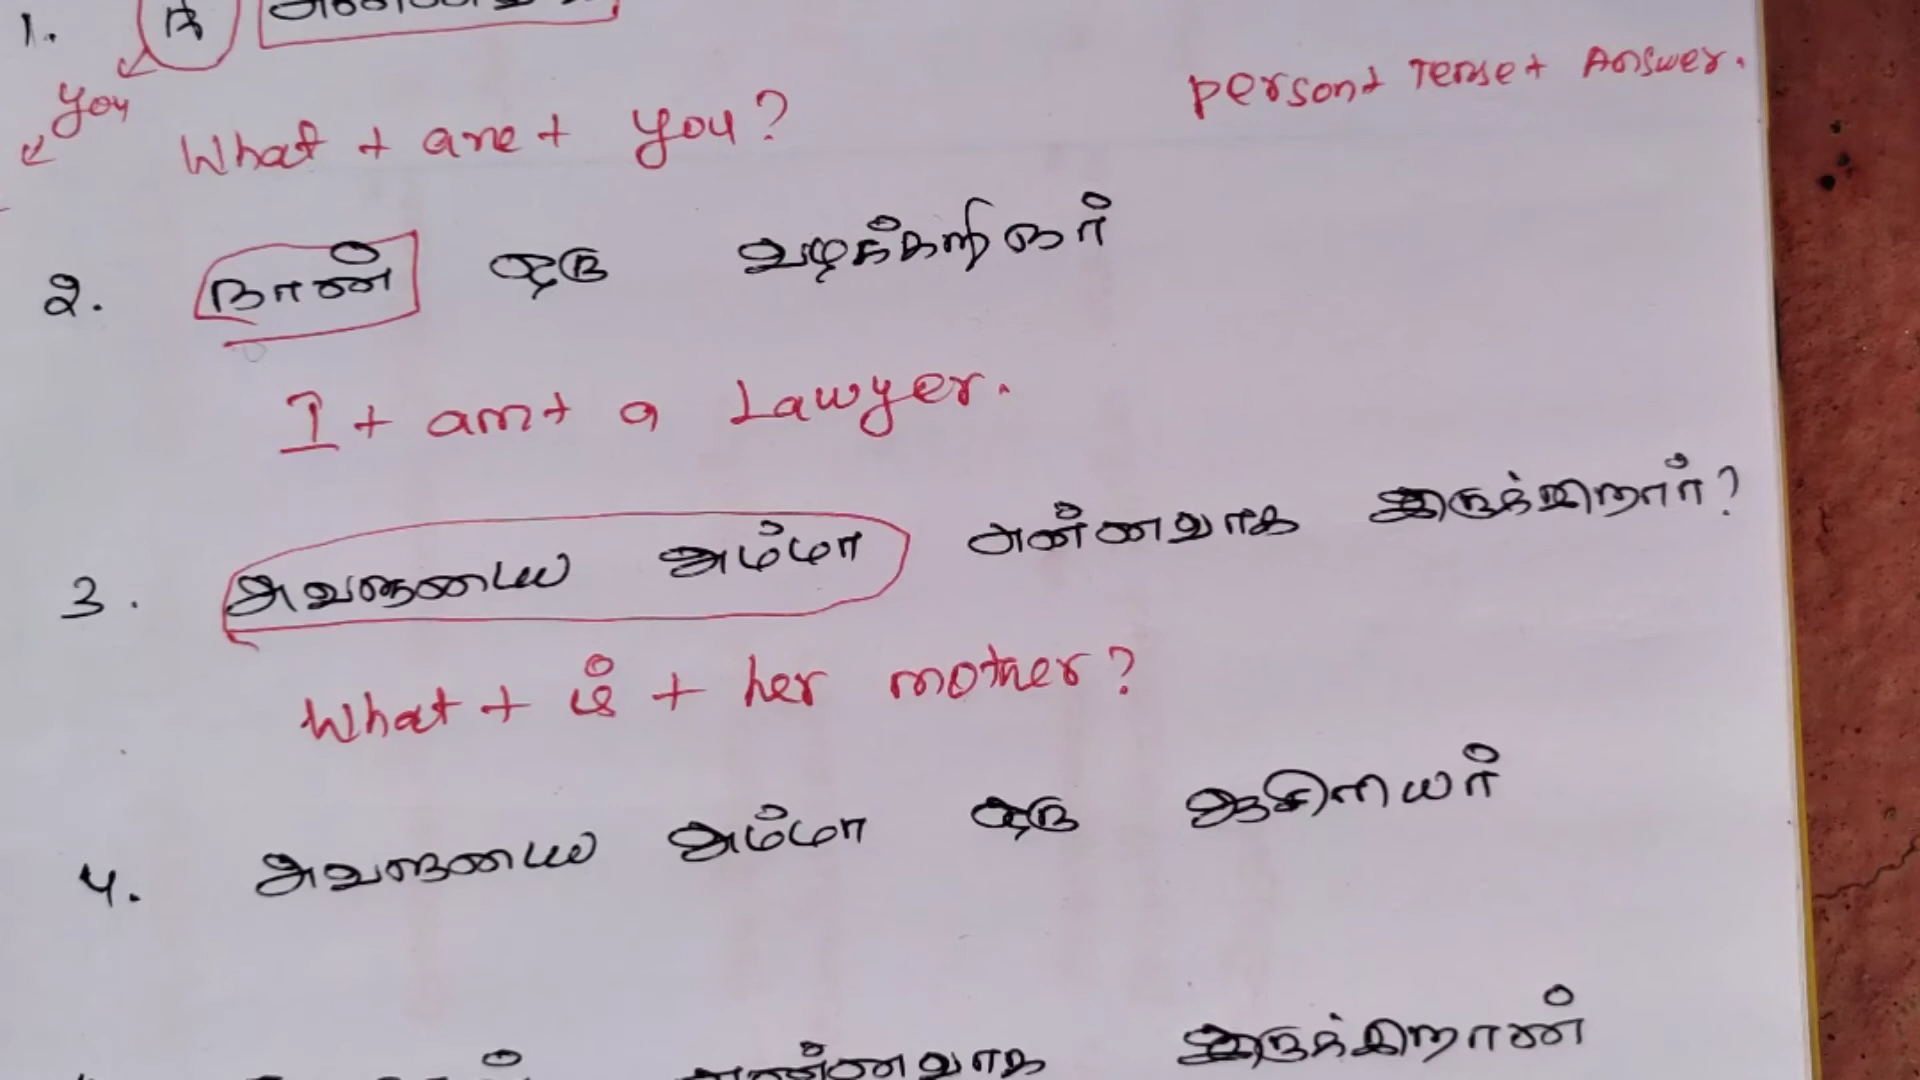 1. நீ
You
What + are + you?
Person + Tense + Answer.
2. நான் ஒரு வழக்கறிஞர்
I + am + a Lawyer.
3. அவளுடைய அம்மா என்னவாக இருக்கிறார்?
What + is + her mother?
4. அவளுடைய அம்மா ஒரு ஆசிரியர்
என்னவாக இருக்கிறான்